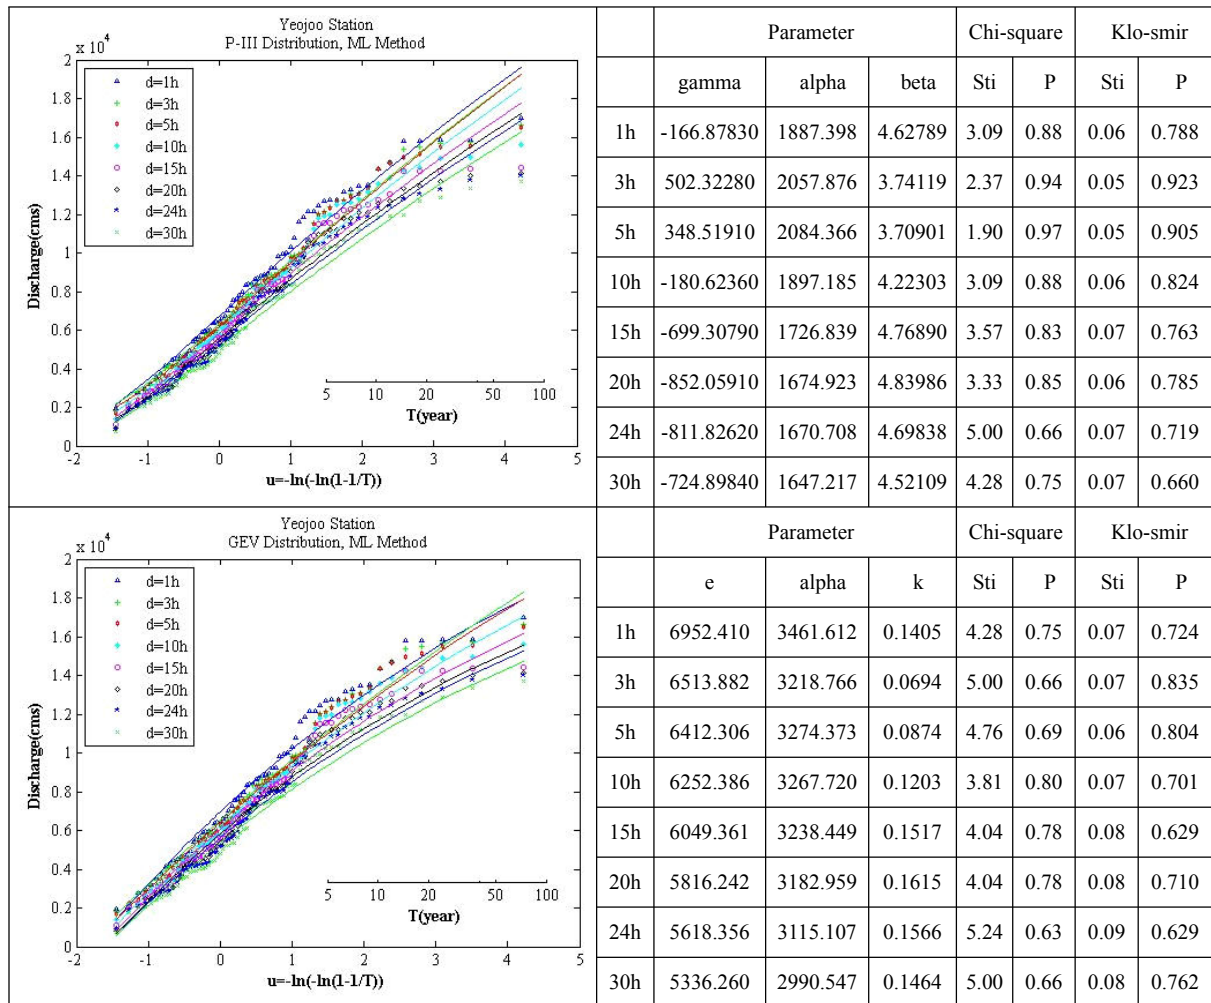 Yeojoo Station
P-III Distribution, ML Method
x 10^4
2
1.8
1.6
1.4
1.2
1
0.8
0.6
0.4
0.2
0
Discharge(cms)
d=1h
d=3h
d=5h
d=10h
d=15h
d=20h
d=24h
d=30h
5 10 20 50 100
T(year)
-2 -1 0 1 2 3 4 5
u=-ln(-ln(1-1/T))
Parameter Chi-square Klo-smir
gamma alpha beta Sti P Sti P
1h -166.87830 1887.398 4.62789 3.09 0.88 0.06 0.788
3h 502.32280 2057.876 3.74119 2.37 0.94 0.05 0.923
5h 348.51910 2084.366 3.70901 1.90 0.97 0.05 0.905
10h -180.62360 1897.185 4.22303 3.09 0.88 0.06 0.824
15h -699.30790 1726.839 4.76890 3.57 0.83 0.07 0.763
20h -852.05910 1674.923 4.83986 3.33 0.85 0.06 0.785
24h -811.82620 1670.708 4.69838 5.00 0.66 0.07 0.719
30h -724.89840 1647.217 4.52109 4.28 0.75 0.07 0.660
Yeojoo Station
GEV Distribution, ML Method
x 10^4
2
1.8
1.6
1.4
1.2
1
0.8
0.6
0.4
0.2
0
Discharge(cms)
d=1h
d=3h
d=5h
d=10h
d=15h
d=20h
d=24h
d=30h
5 10 20 50 100
T(year)
-2 -1 0 1 2 3 4 5
u=-ln(-ln(1-1/T))
Parameter Chi-square Klo-smir
e alpha k Sti P Sti P
1h 6952.410 3461.612 0.1405 4.28 0.75 0.07 0.724
3h 6513.882 3218.766 0.0694 5.00 0.66 0.07 0.835
5h 6412.306 3274.373 0.0874 4.76 0.69 0.06 0.804
10h 6252.386 3267.720 0.1203 3.81 0.80 0.07 0.701
15h 6049.361 3238.449 0.1517 4.04 0.78 0.08 0.629
20h 5816.242 3182.959 0.1615 4.04 0.78 0.08 0.710
24h 5618.356 3115.107 0.1566 5.24 0.63 0.09 0.629
30h 5336.260 2990.547 0.1464 5.00 0.66 0.08 0.762